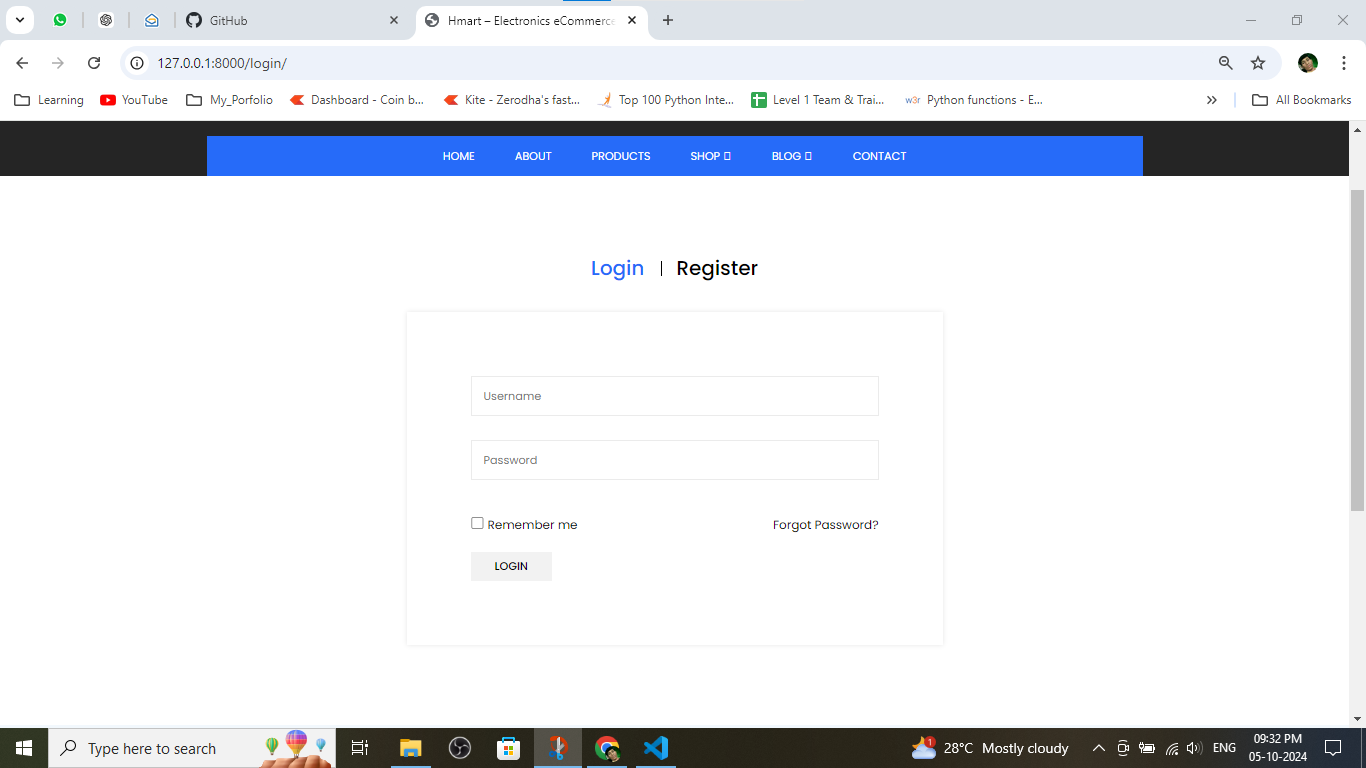 GitHub
Hmart – Electronics eCommerce
127.0.0.1:8000/login/
Learning YouTube My_Porfolio Dashboard - Coin b... Kite - Zerodha's fast... Top 100 Python Inte... Level 1 Team & Trai... w3r Python functions - E... All Bookmarks
HOME ABOUT PRODUCTS SHOP BLOG CONTACT
Login | Register
Username
Password
Remember me Forgot Password?
LOGIN
Type here to search
1
28°C Mostly cloudy
ENG
09:32 PM
05-10-2024